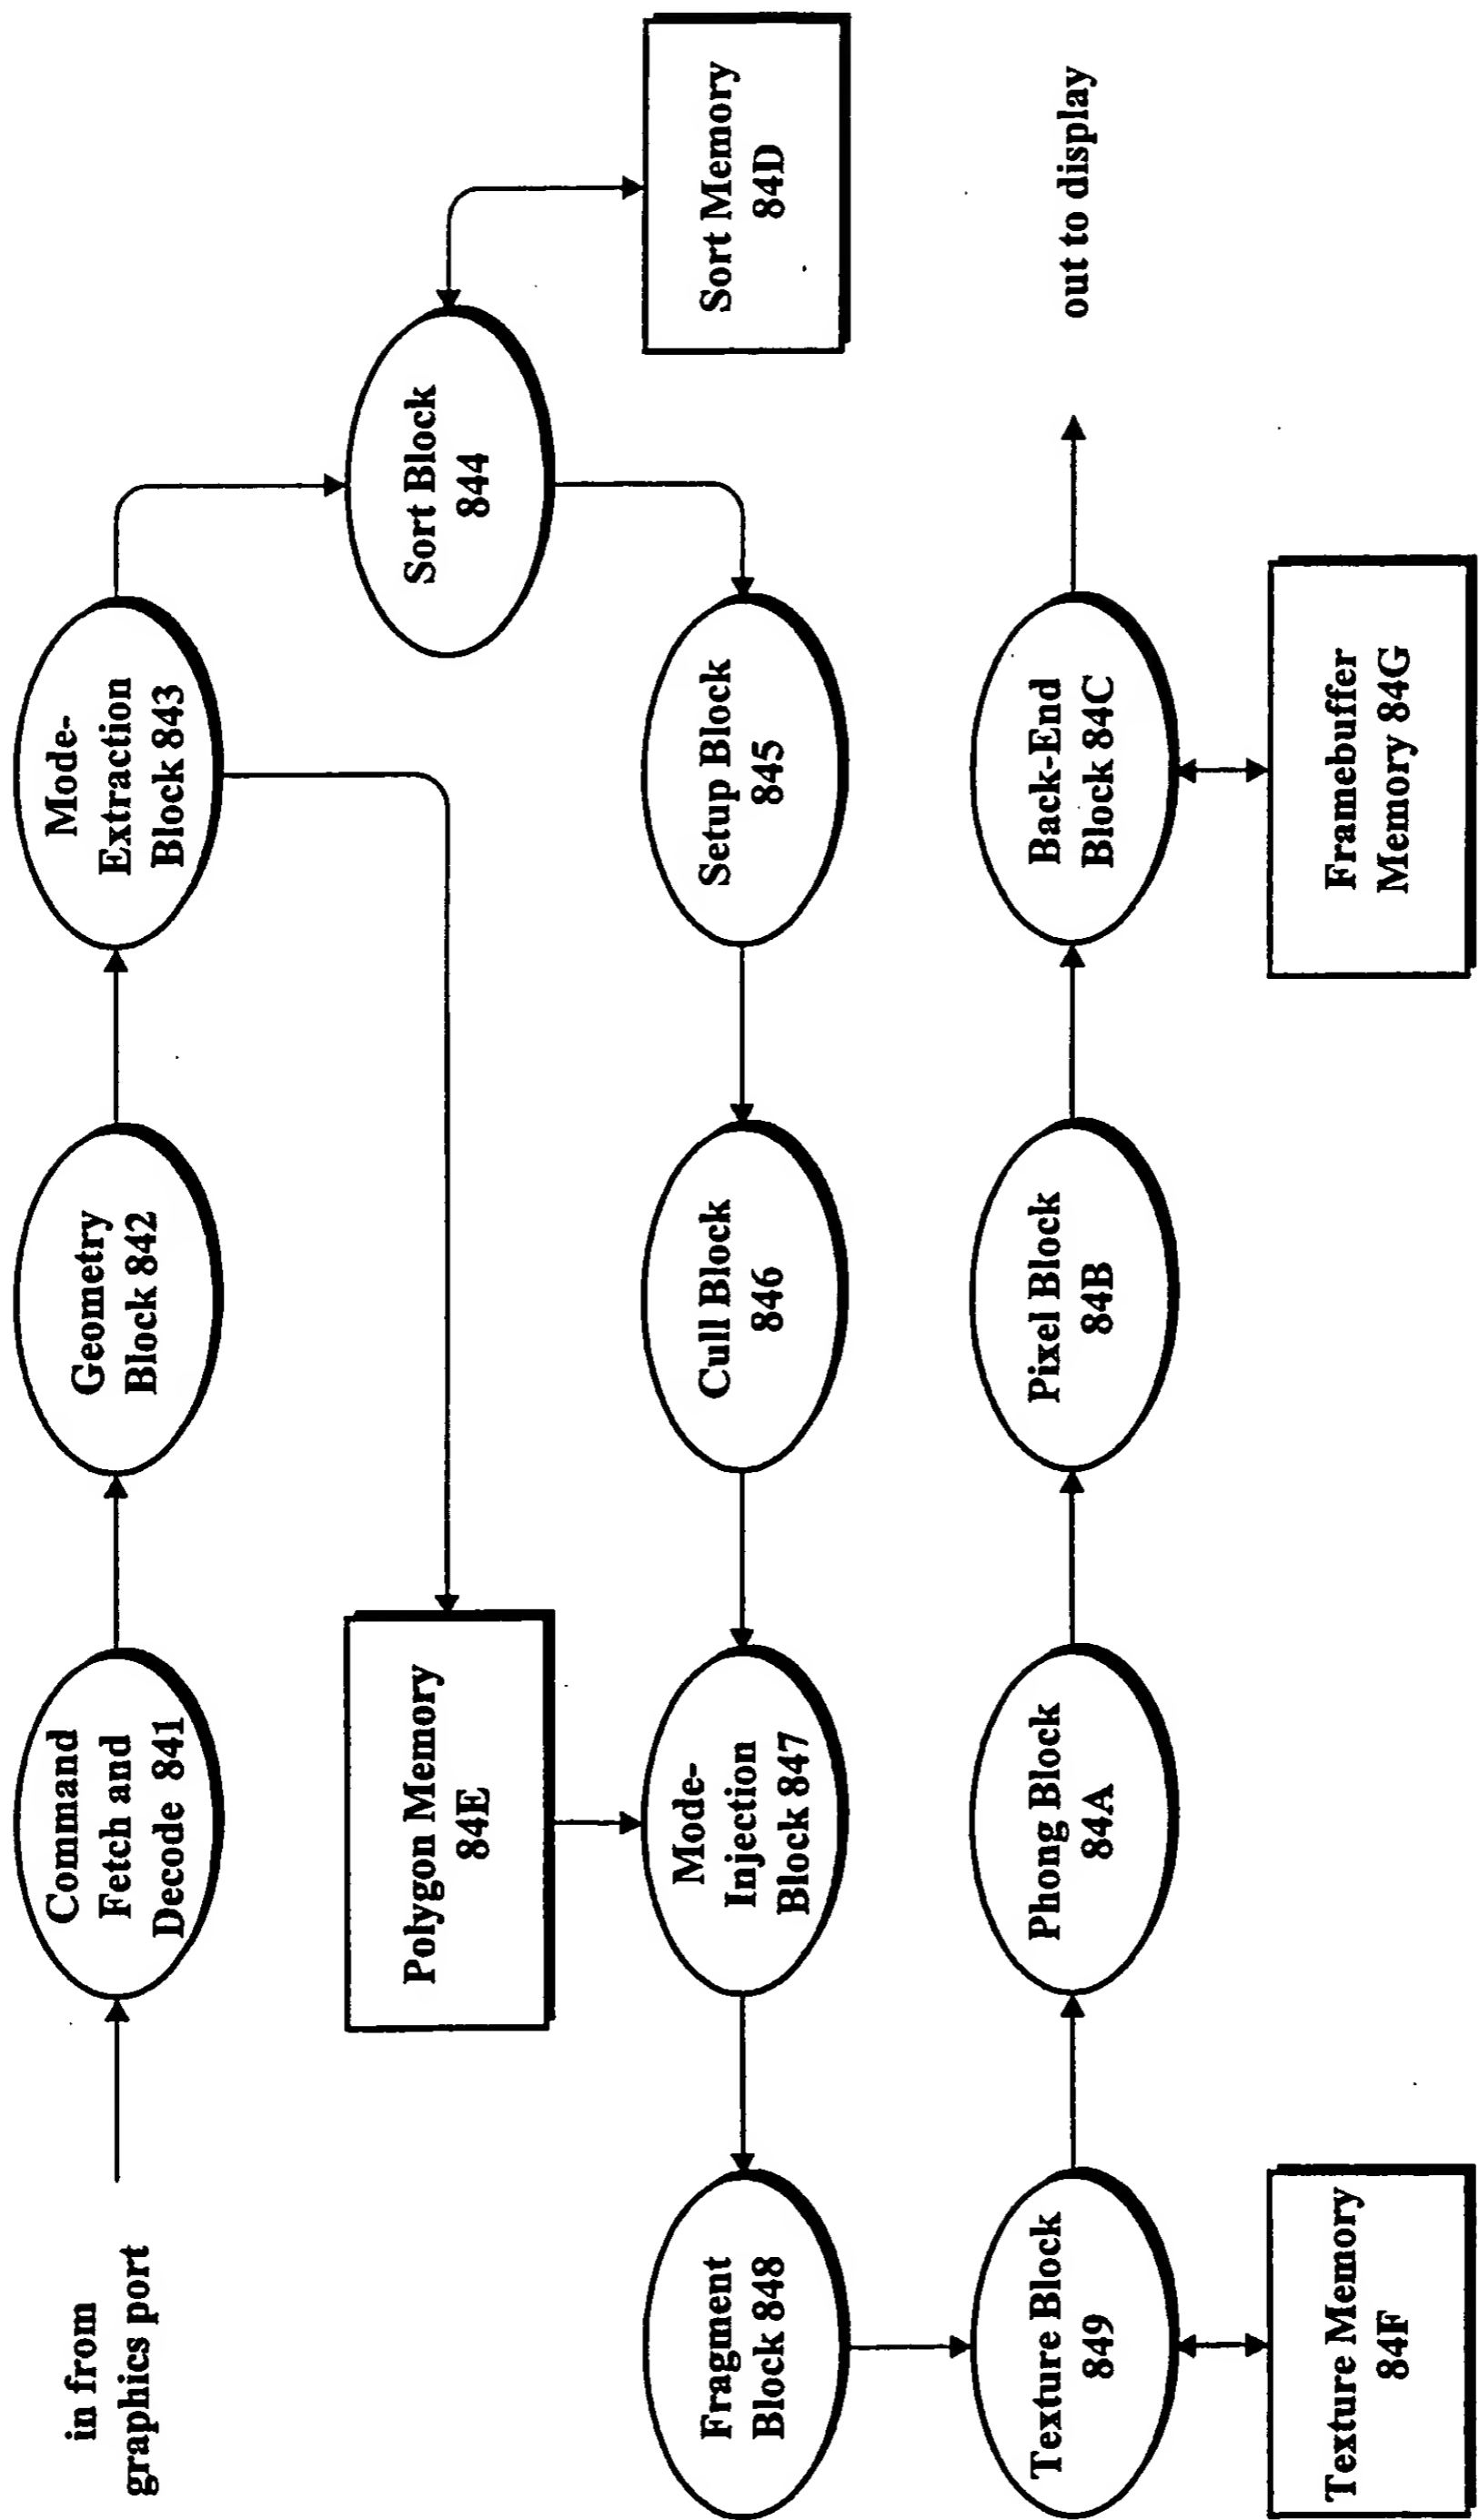 in from
graphics port
Command
Fetch and
Decode 841
Geometry
Block 842
Mode-
Extraction
Block 843
Sort Block
844
Sort Memory
84D
Polygon Memory
84E
Setup Block
845
Cull Block
846
Mode-
Injection
Block 847
Fragment
Block 848
Texture Block
849
Texture Memory
84F
Phong Block
84A
Pixel Block
84B
Back-End
Block 84C
Framebuffer
Memory 84G
out to display